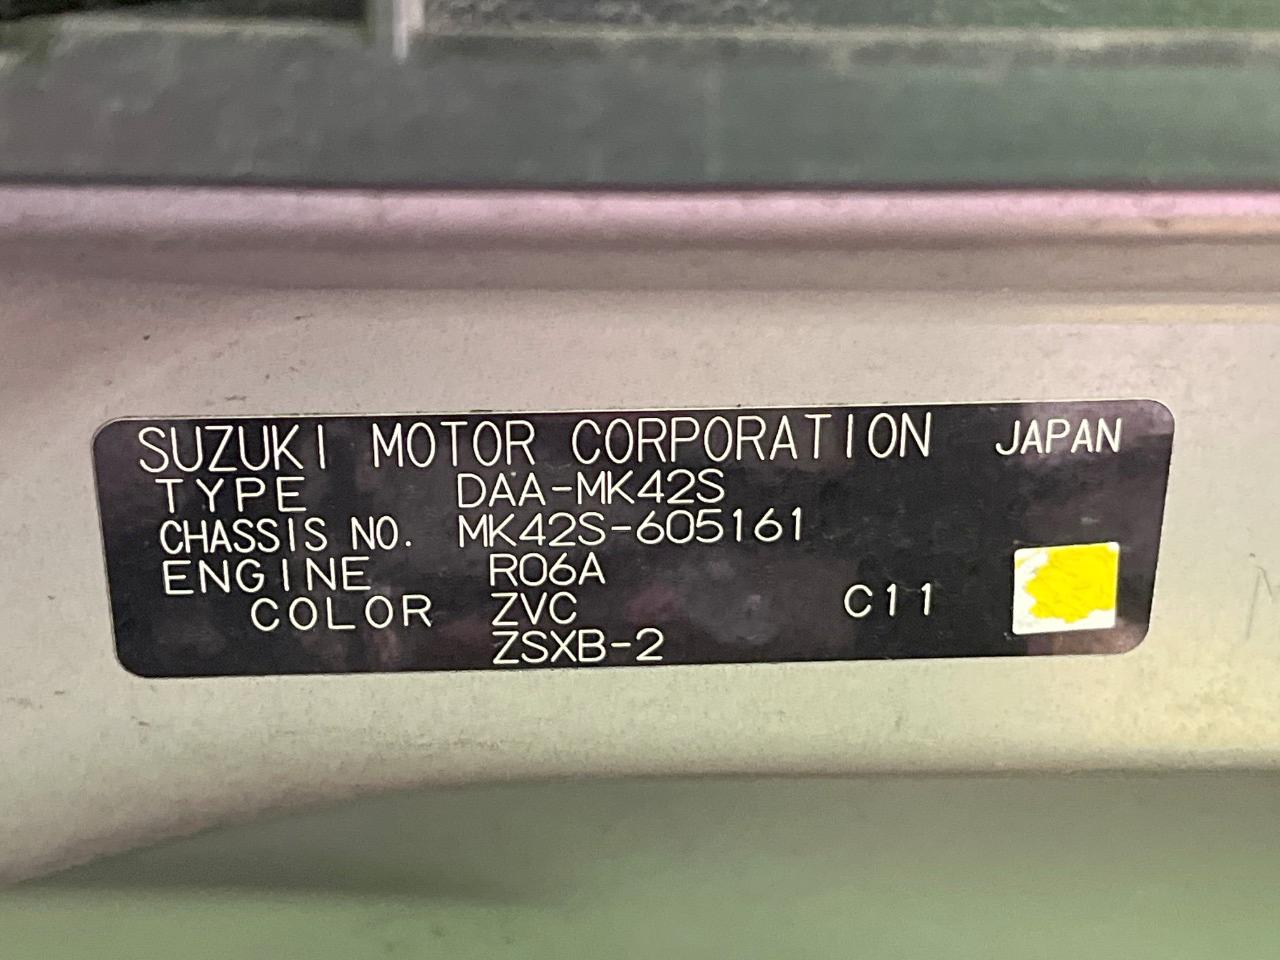 SUZUKI MOTOR CORPORATION JAPAN
TYPE DAA-MK42S
CHASSIS NO. MK42S-605161
ENGINE R06A
COLOR ZVC C11
ZSXB-2